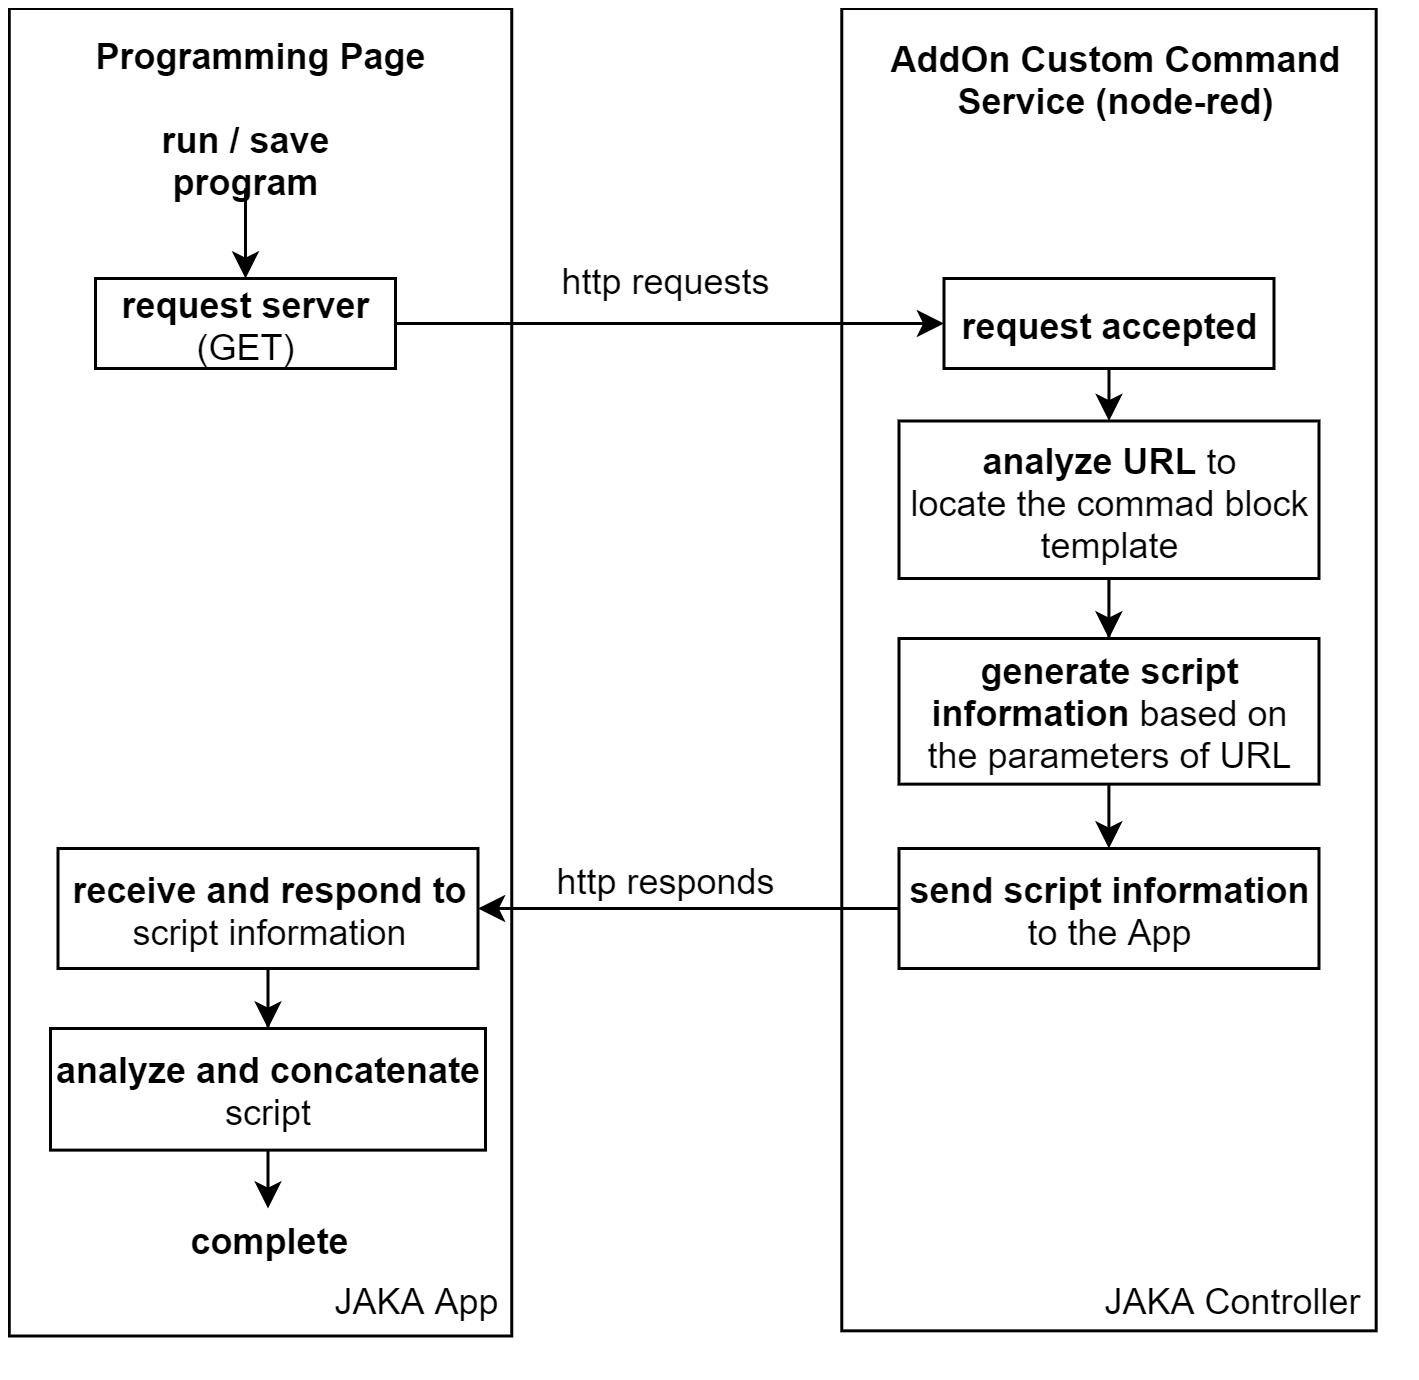 Programming Page
run / save
program
request server
(GET)
http requests
AddOn Custom Command
Service (node-red)
request accepted
analyze URL to
locate the commad block
template
generate script
information based on
the parameters of URL
send script information
to the App
http responds
receive and respond to
script information
analyze and concatenate
script
complete
JAKA App
JAKA Controller